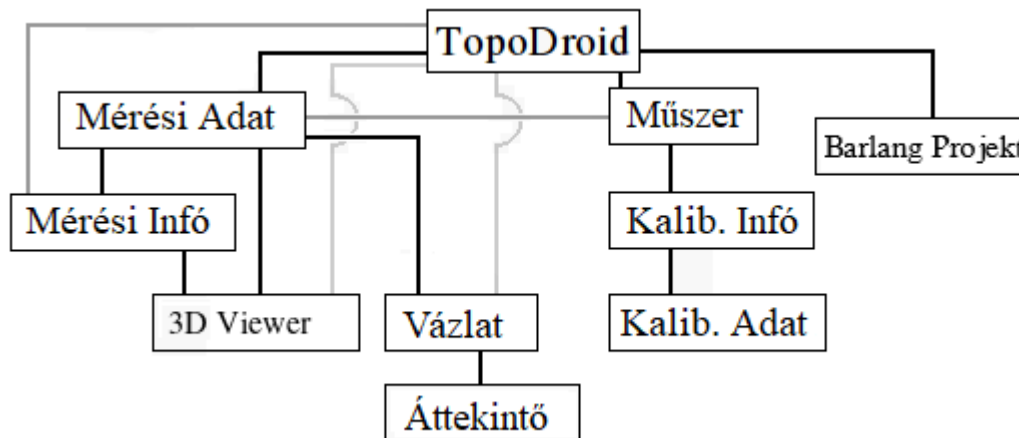 TopoDroid
Mérési Adat
Műszer
Barlang Projekt
Mérési Infó
Kalib. Infó
3D Viewer
Vázlat
Kalib. Adat
Áttekintő